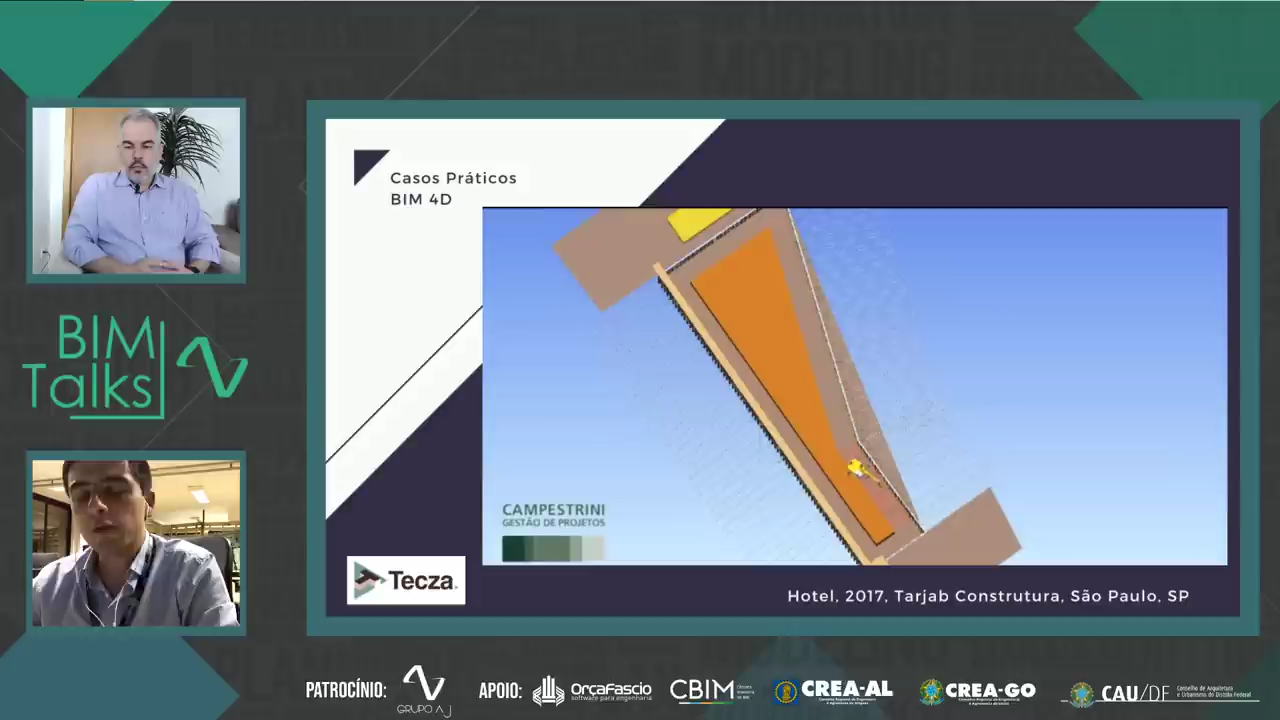 Casos Práticos
BIM 4D
BIM
Talks
CAMPESTRINI
GESTÃO DE PROJETOS
Tecza.
Hotel, 2017, Tarjab Construtura, São Paulo, SP
PATROCÍNIO:
GRUPO AJ
APOIO:
ORÇAFASCIO
software para engenharia
CBIM
CREA-AL
CREA-GO
CAU/DF
Conselho de Arquitetura
e Urbanismo do Distrito Federal